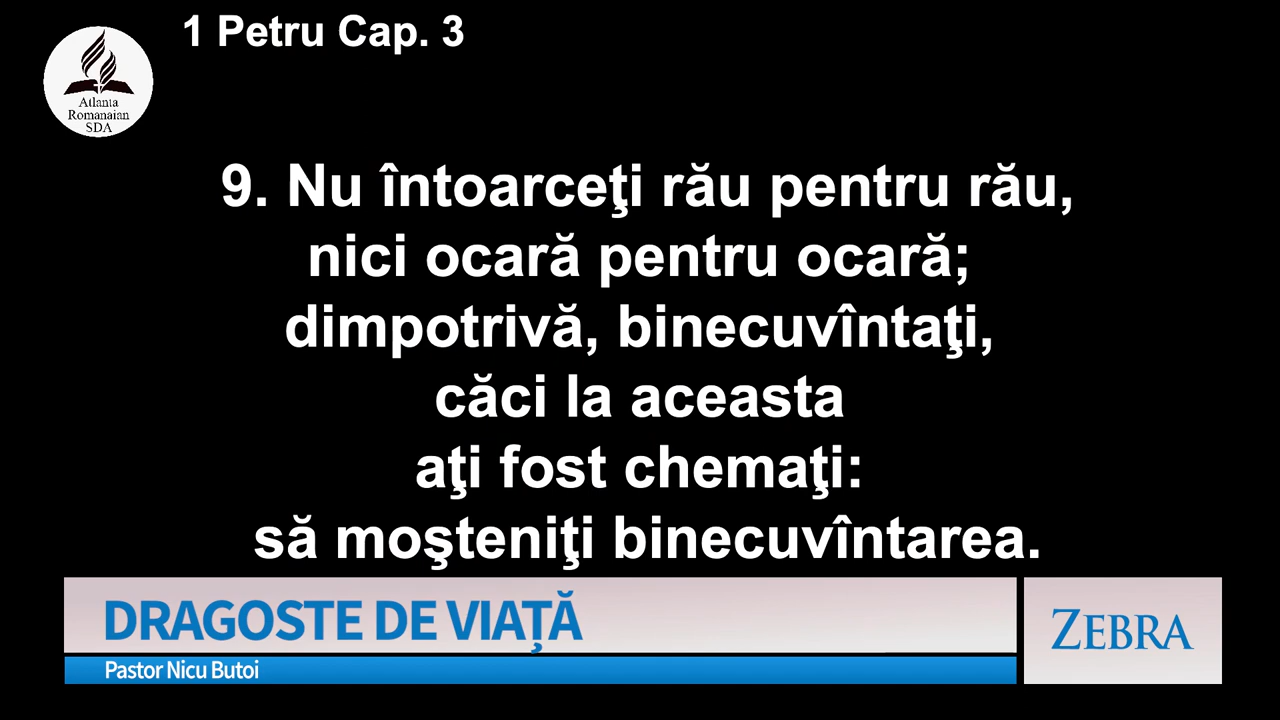 1 Petru Cap. 3
Atlanta
Romanaian
SDA
9. Nu întoarceţi rău pentru rău,
nici ocară pentru ocară;
dimpotrivă, binecuvîntaţi,
căci la aceasta
aţi fost chemaţi:
să moşteniţi binecuvîntarea.
DRAGOSTE DE VIAȚĂ
Pastor Nicu Butoi
ZEBRA